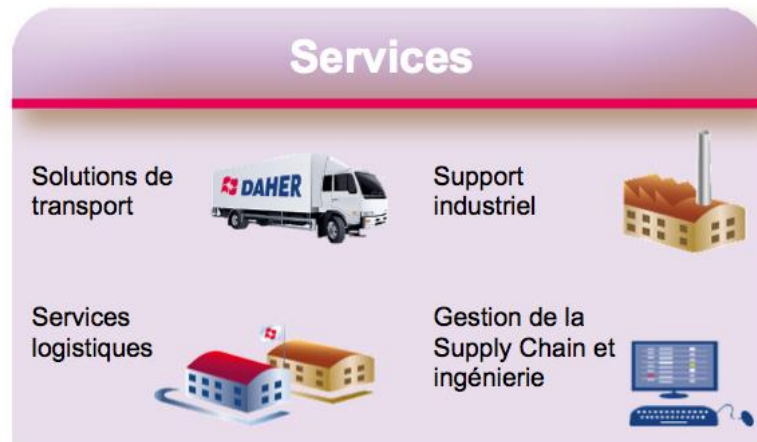 Services
Solutions de
transport
DAHER
Support
industriel
Services
logistiques
Gestion de la
Supply Chain et
ingénierie